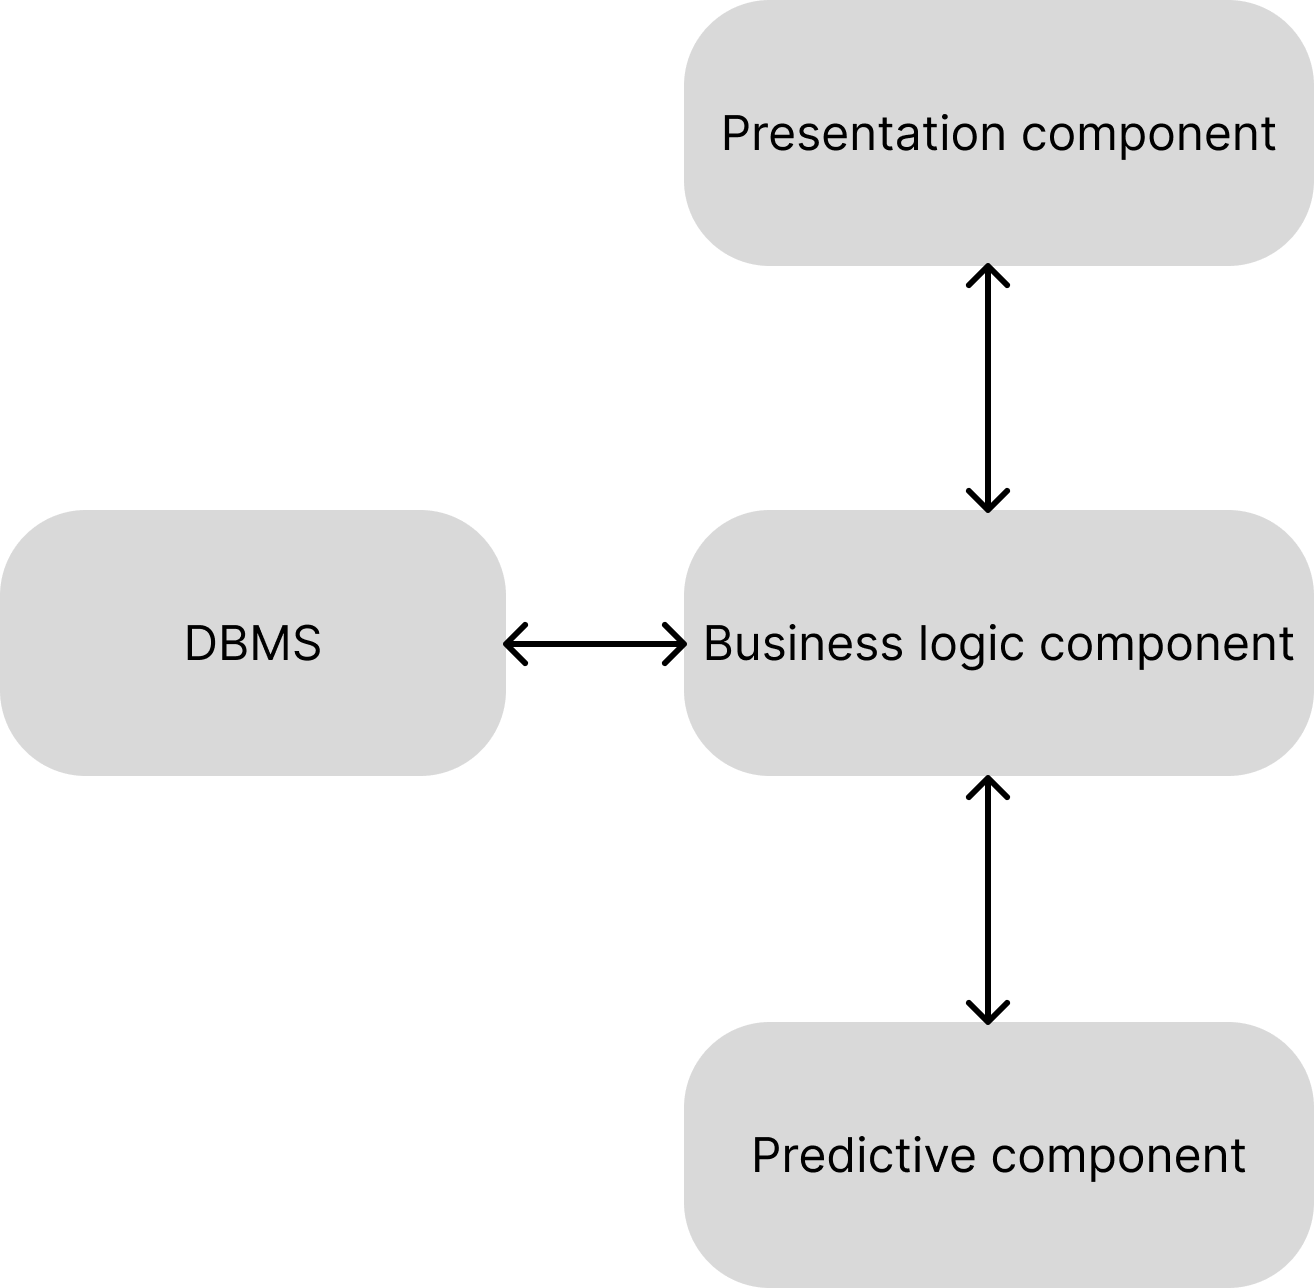 Presentation component
DBMS
Business logic component
Predictive component